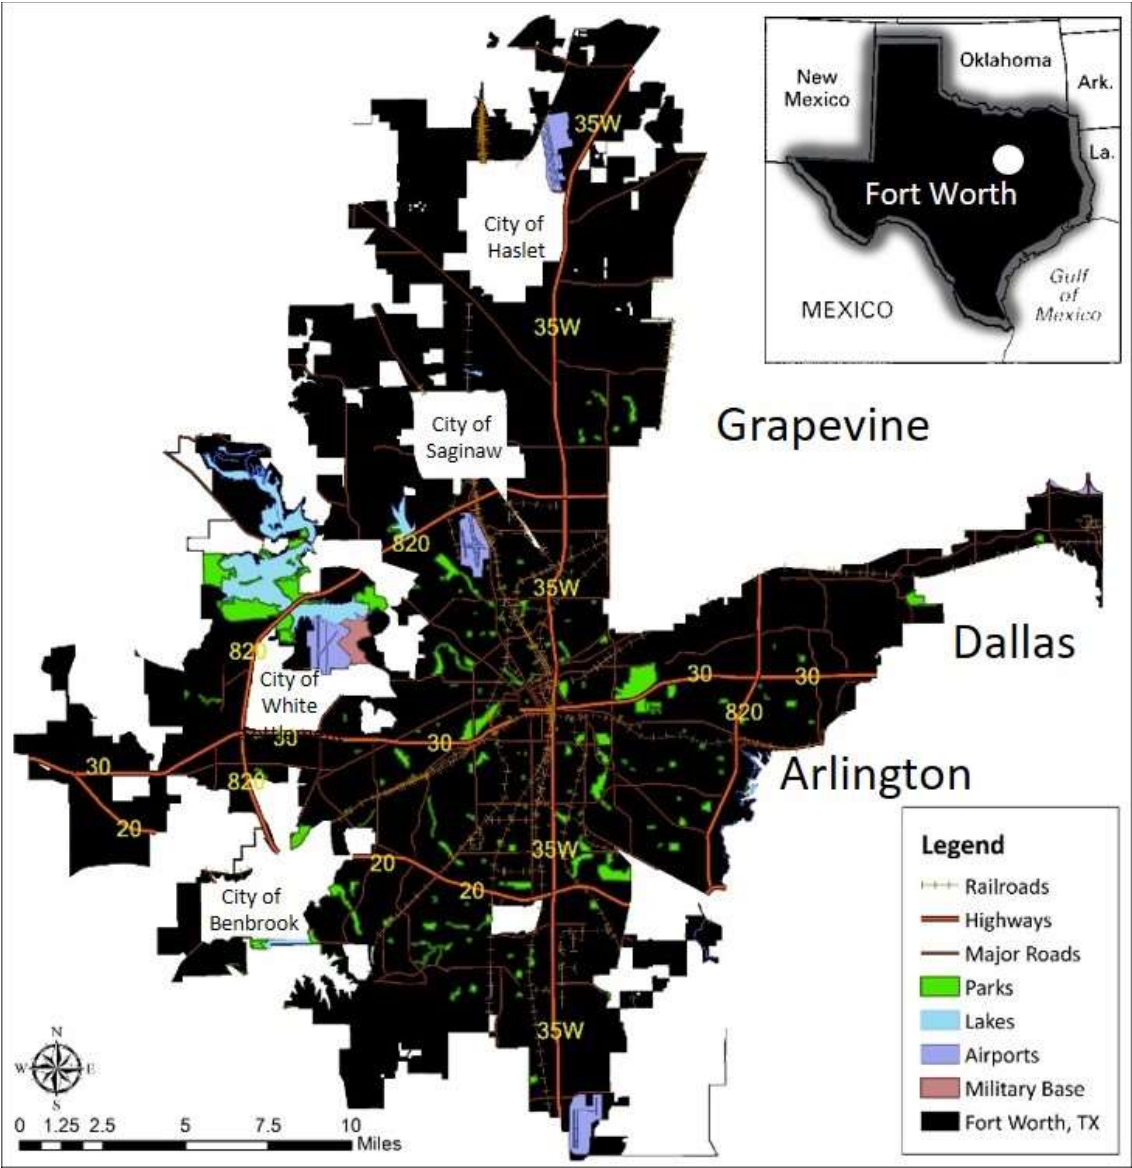 New
Mexico
Oklahoma
Ark.
La.
Fort Worth
MEXICO
Gulf
of
Mexico
35W
City of
Haslet
35W
City of
Saginaw
Grapevine
820
35W
Dallas
820
30
30
City of
White
Settlement
820
30
30
30
820
Arlington
20
35W
20
20
City of
Benbrook
35W
Legend
Railroads
Highways
Major Roads
Parks
Lakes
Airports
Military Base
Fort Worth, TX
N
W E
S
0 1.25 2.5 5 7.5 10
Miles